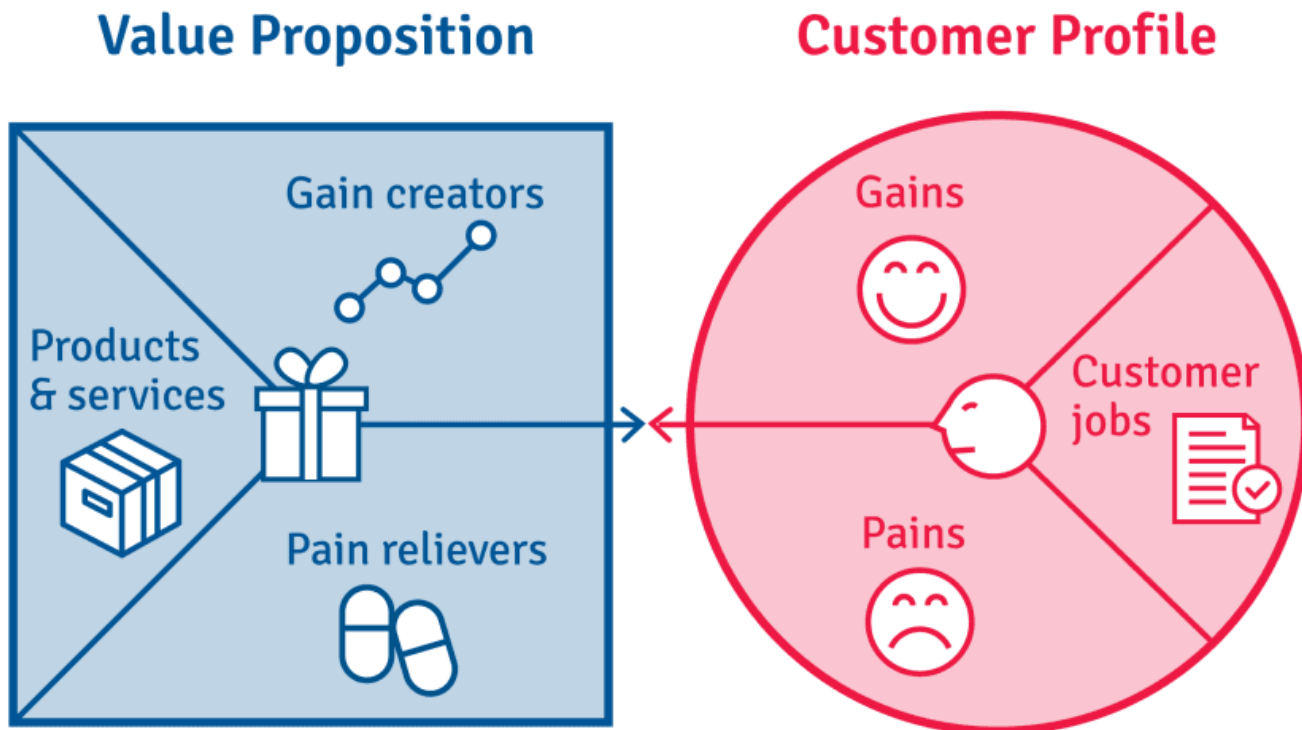 Value Proposition
Customer Profile
Gain creators
Products
& services
Pain relievers
Gains
Customer
jobs
Pains